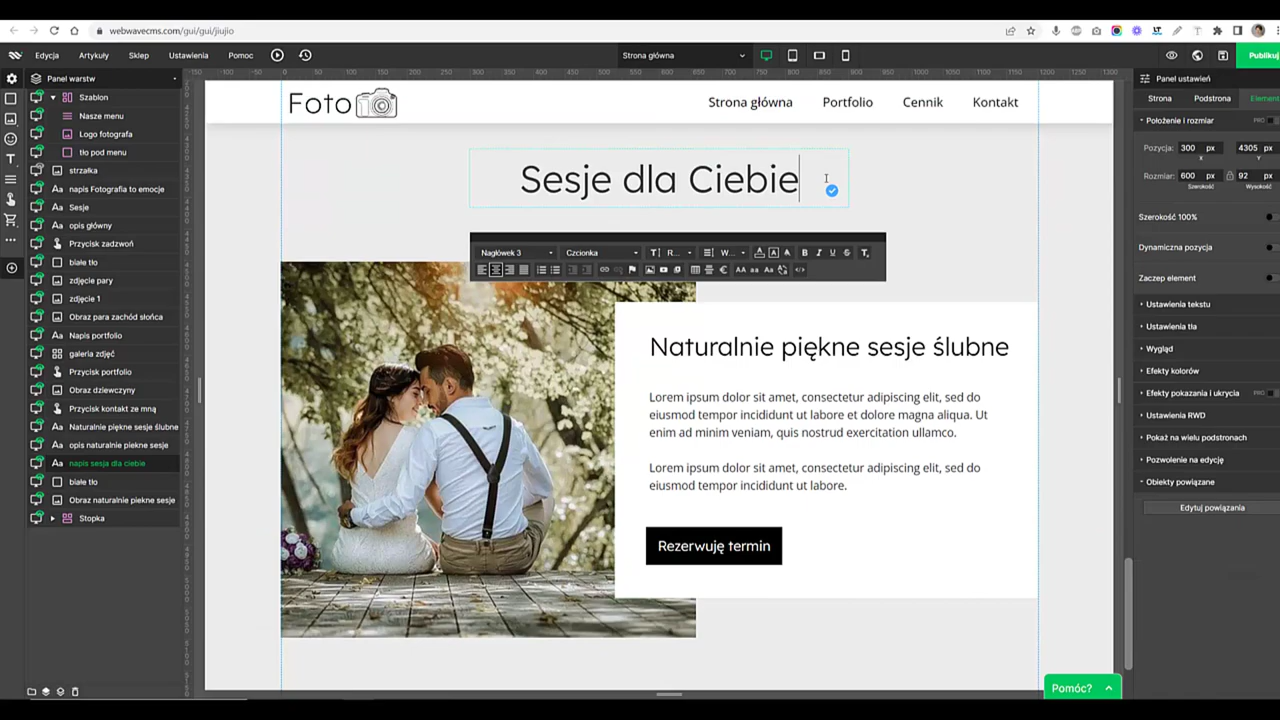 webwavecms.com/gui/gui/jiujio
Edycja Artykuły Sklep Ustawienia Pomoc Strona główna Publikuj
Panel warstw
Szablon
Nasze menu
Logo fotografa
tło pod menu
strzałka
napis Fotografia to emocje
Sesje
opis główny
Przycisk zadzwoń
białe tło
zdjęcie pary
zdjęcie 1
Obraz para zachód słońca
Napis portfolio
galeria zdjęć
Przycisk portfolio
Obraz dziewczyny
Przycisk kontakt ze mną
Naturalnie piękne sesje ślubne
opis naturalnie piekne sesje
napis sesja dla ciebie
białe tło
Obraz naturalnie piekne sesje
Stopka
Foto
Strona główna Portfolio Cennik Kontakt
Sesje dla Ciebie
Nagłówek 3 Czcionka R... W...
Naturalnie piękne sesje ślubne
Lorem ipsum dolor sit amet, consectetur adipiscing elit, sed do
eiusmod tempor incididunt ut labore et dolore magna aliqua. Ut
enim ad minim veniam, quis nostrud exercitation ullamco.
Lorem ipsum dolor sit amet, consectetur adipiscing elit, sed do
eiusmod tempor incididunt ut labore.
Rezerwuję termin
Panel ustawień
Strona Podstrona Element
Położenie i rozmiar PRO
Pozycja: 300 px 4305 px
X Y
Rozmiar: 600 px 92 px
Szerokość Wysokość
Szerokość 100%
Dynamiczna pozycja
Zaczep element
Ustawienia tekstu
Ustawienia tła
Wygląd
Efekty kolorów
Efekty pokazania i ukrycia PRO
Ustawienia RWD
Pokaż na wielu podstronach
Pozwolenie na edycję
Obiekty powiązane
Edytuj powiązania
Pomóc?